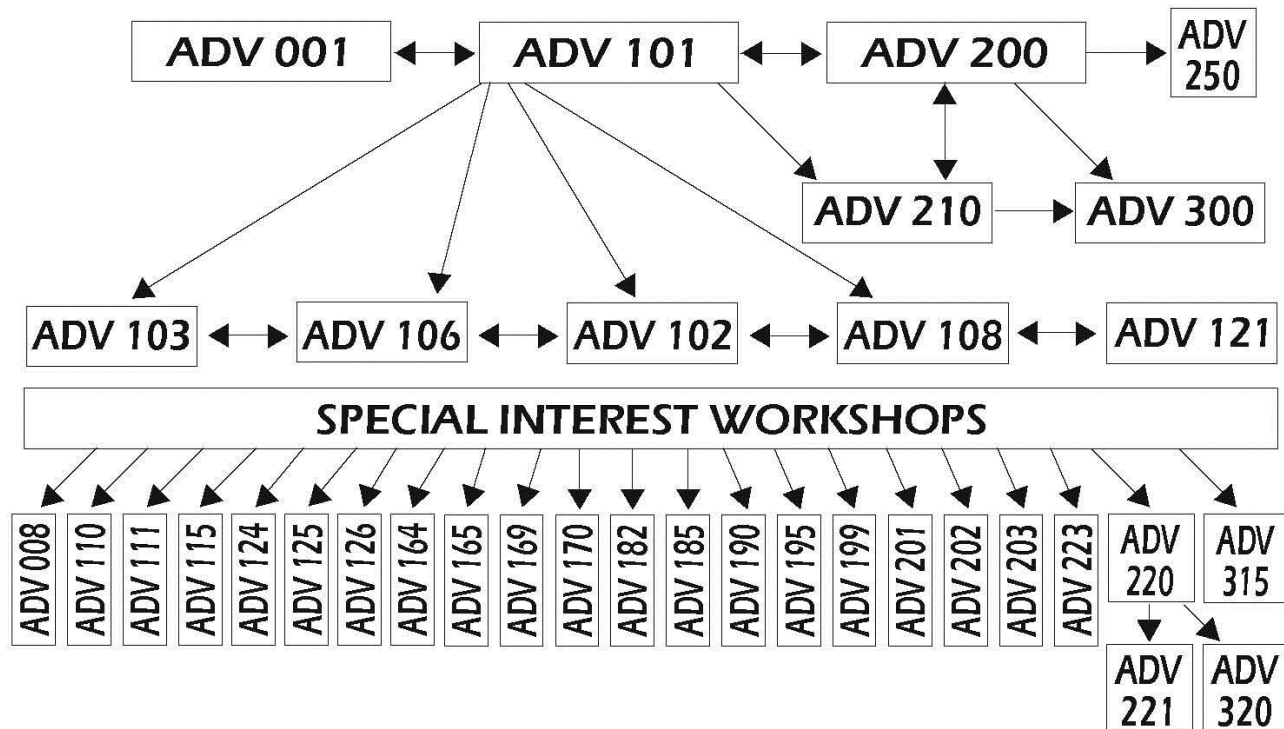 ADV 001
ADV 101
ADV 200
ADV
250
ADV 210
ADV 300
ADV 103
ADV 106
ADV 102
ADV 108
ADV 121
SPECIAL INTEREST WORKSHOPS
ADV 008
ADV 110
ADV 111
ADV 115
ADV 124
ADV 125
ADV 126
ADV 164
ADV 165
ADV 169
ADV 170
ADV 182
ADV 185
ADV 190
ADV 195
ADV 199
ADV 201
ADV 202
ADV 203
ADV 223
ADV
220
ADV
315
ADV
221
ADV
320